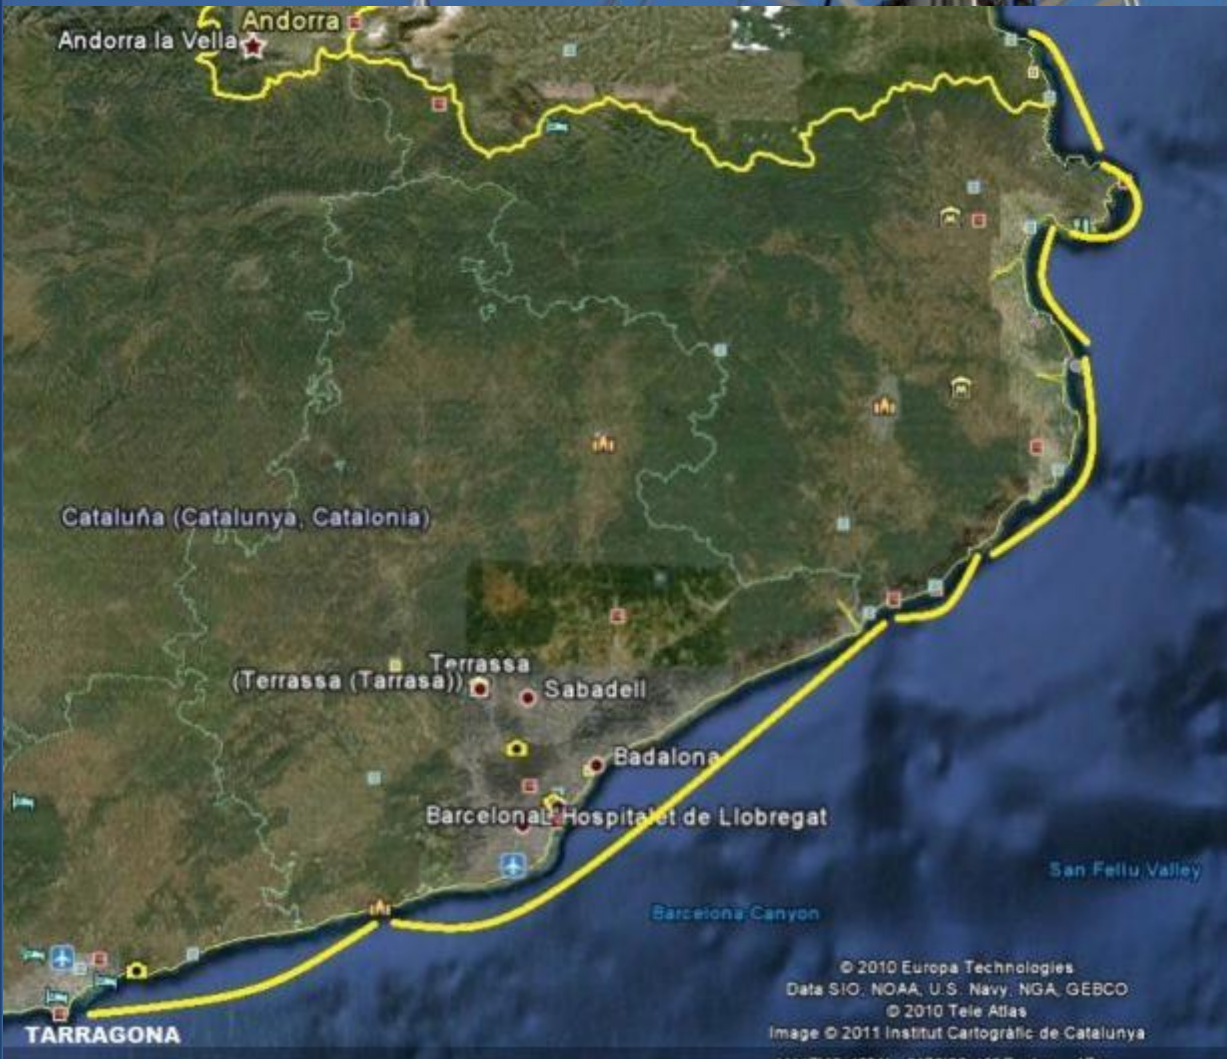 Andorra
Andorra la Vella
Cataluña (Catalunya, Catalonia)
Terrassa
(Terrassa (Tarrasa))
Sabadell
Badalona
Barcelona
L'Hospitalet de Llobregat
San Feliu Valley
Barcelona Canyon
© 2010 Europa Technologies
Data SIO, NOAA, U.S. Navy, NGA, GEBCO
© 2010 Tele Atlas
Image © 2011 Institut Cartogràfic de Catalunya
TARRAGONA